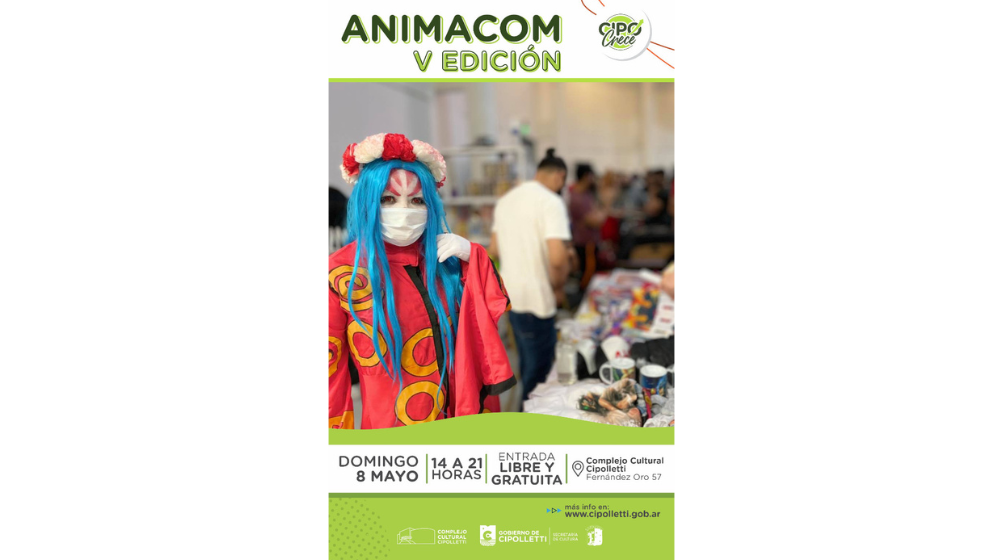 ANIMACOM
V EDICIÓN
CIPO
Crece
DOMINGO
8 MAYO
14 A 21
HORAS
ENTRADA
LIBRE Y
GRATUITA
Complejo Cultural
Cipolletti
Fernández Oro 57
más info en:
www.cipolletti.gob.ar
COMPLEJO
CULTURAL
CIPOLLETTI
GOBIERNO DE
CIPOLLETTI
SECRETARÍA